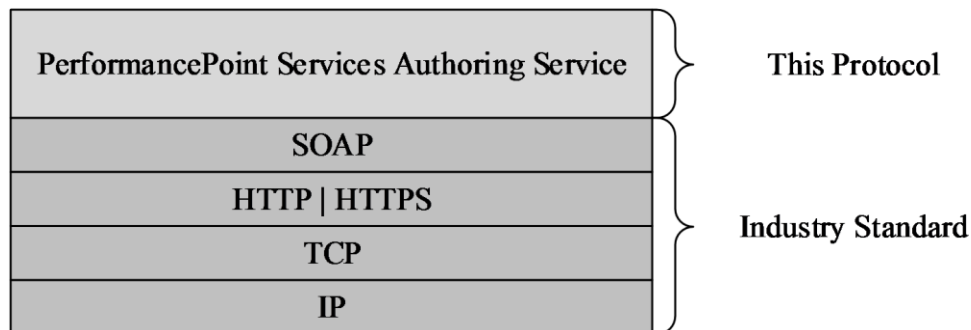 PerformancePoint Services Authoring Service
This Protocol
SOAP
HTTP | HTTPS
TCP
IP
Industry Standard